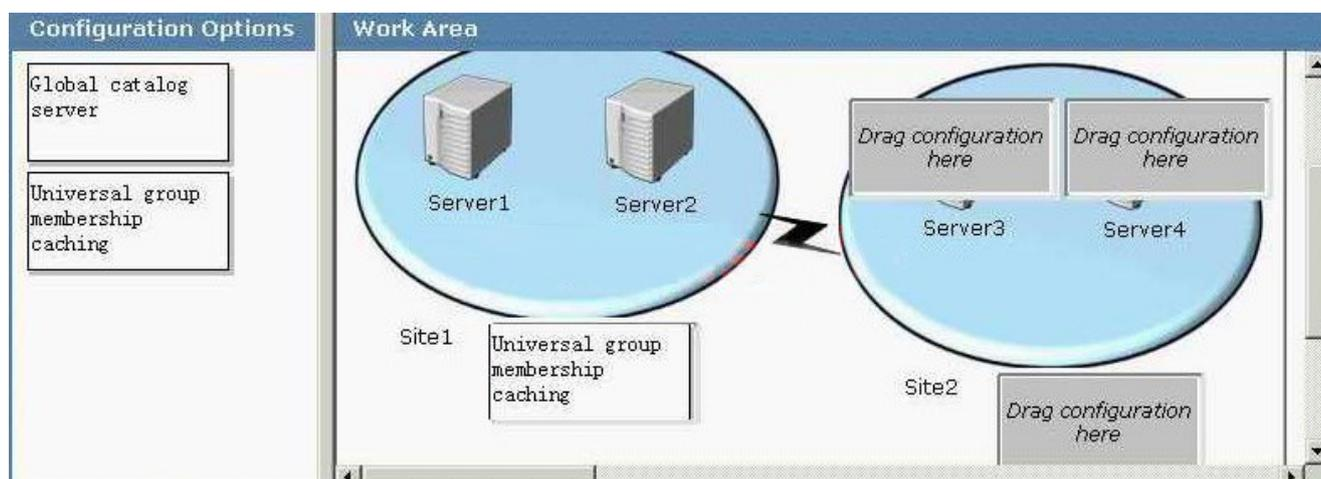 Configuration Options
Work Area
Global catalog
server
Universal group
membership
caching
Server1
Server2
Drag configuration
here
Drag configuration
here
Server3
Server4
Site1
Universal group
membership
caching
Site2
Drag configuration
here